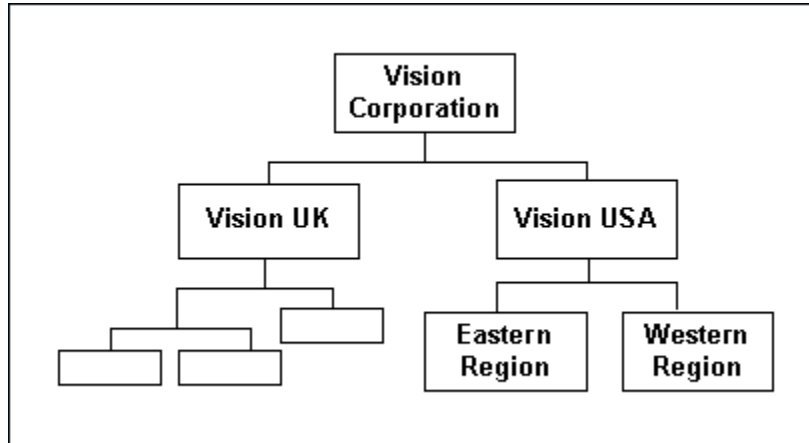 Vision
Corporation
Vision UK
Vision USA
Eastern
Region
Western
Region